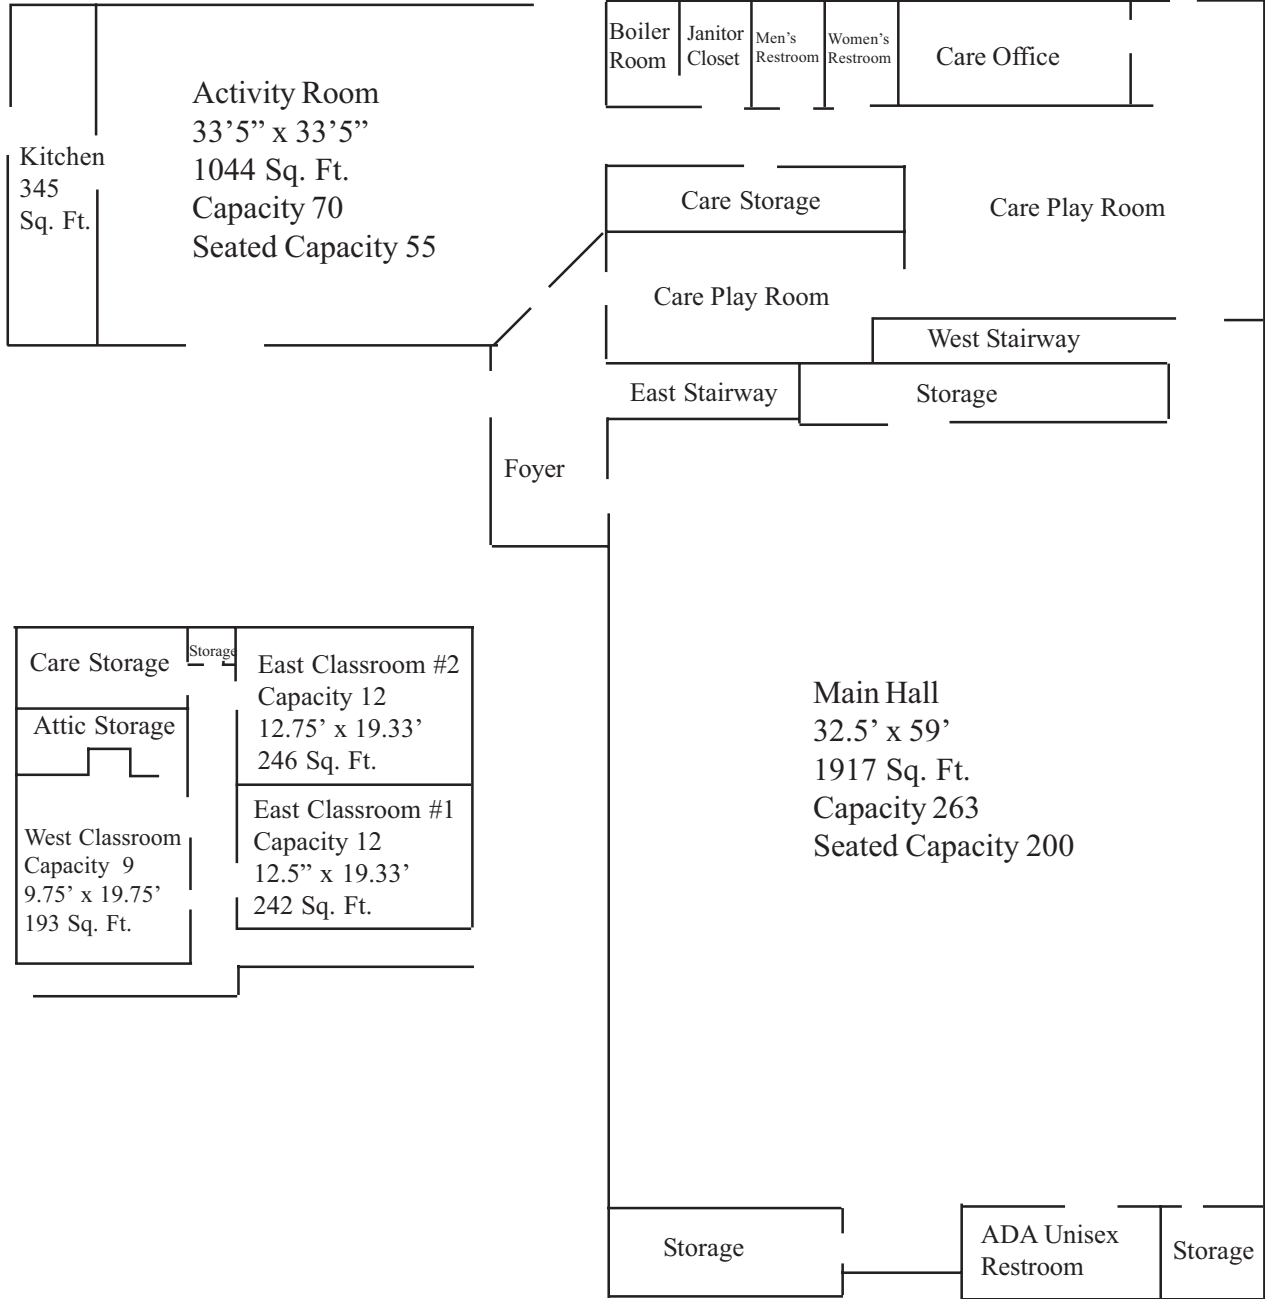 Boiler
Room
Janitor
Closet
Men’s
Restroom
Women’s
Restroom
Care Office
Activity Room
33’5” x 33’5”
1044 Sq. Ft.
Capacity 70
Seated Capacity 55
Kitchen
345
Sq. Ft.
Care Storage
Care Play Room
Care Play Room
West Stairway
East Stairway
Storage
Foyer
Care Storage
Storage
East Classroom #2
Capacity 12
12.75’ x 19.33’
246 Sq. Ft.
Attic Storage
East Classroom #1
Capacity 12
12.5” x 19.33’
242 Sq. Ft.
West Classroom
Capacity 9
9.75’ x 19.75’
193 Sq. Ft.
Main Hall
32.5’ x 59’
1917 Sq. Ft.
Capacity 263
Seated Capacity 200
Storage
ADA Unisex
Restroom
Storage